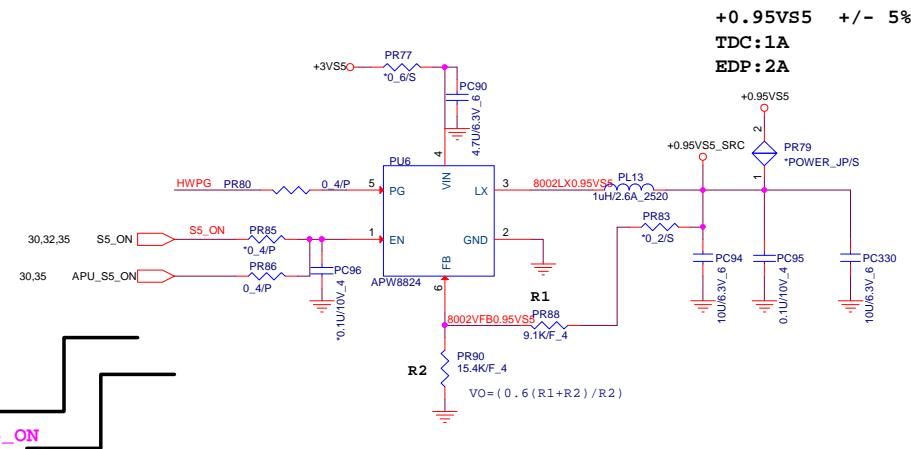 +0.95VS5 +/- 5%
TDC:1A
EDP:2A
+0.95VS5
+3VS5
PR77
*0_6/S
PC90
4.7U/6.3V_6
+0.95VS5_SRC
2
PR79
*POWER_JP/S
1
PU6
4
VIN
HWPG
PR80
0_4/P
5
PG
LX
3
8002LX0.95VS5
PL13
1uH/2.6A_2520
PR83
*0_2/S
30,32,35
S5_ON
S5_ON
PR85
*0_4/P
1
EN
GND
2
30,35
APU_S5_ON
PR86
0_4/P
PC96
*0.1U/10V_4
FB
6
APW8824
PC94
10U/6.3V_6
PC95
0.1U/10V_4
PC330
10U/6.3V_6
R1
8002VFB0.95VS5
PR88
9.1K/F_4
R2
PR90
15.4K/F_4
VO=(0.6(R1+R2)/R2)
_ON